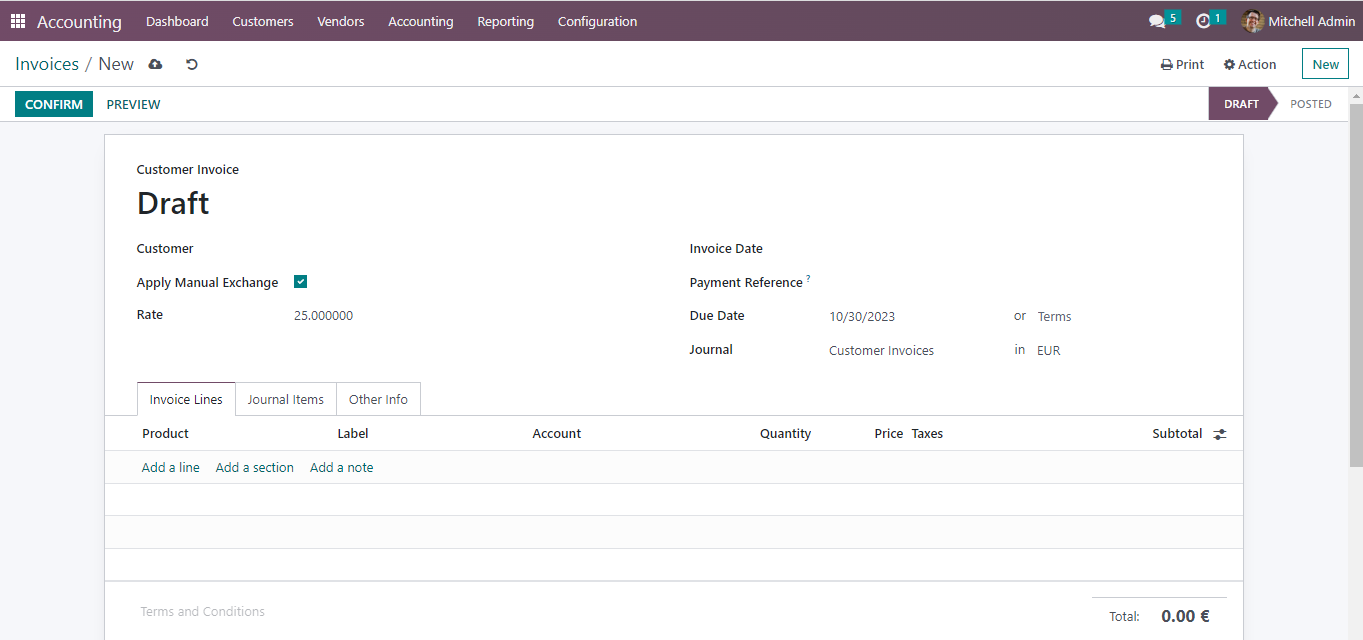 Accounting Dashboard Customers Vendors Accounting Reporting Configuration 5 1 Mitchell Admin
Invoices / New Print Action New
CONFIRM PREVIEW DRAFT POSTED
Customer Invoice
Draft
Customer Invoice Date
Apply Manual Exchange Payment Reference ?
Rate 25.000000 Due Date 10/30/2023 or Terms
Journal Customer Invoices in EUR
Invoice Lines Journal Items Other Info
Product Label Account Quantity Price Taxes Subtotal
Add a line Add a section Add a note
Terms and Conditions
Total: 0.00 €